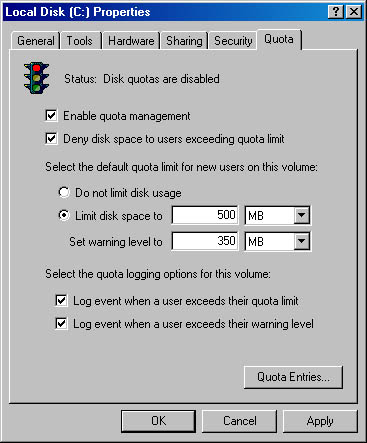 Local Disk (C:) Properties
General Tools Hardware Sharing Security Quota
Status: Disk quotas are disabled
Enable quota management
Deny disk space to users exceeding quota limit
Select the default quota limit for new users on this volume:
Do not limit disk usage
Limit disk space to 500 MB
Set warning level to 350 MB
Select the quota logging options for this volume:
Log event when a user exceeds their quota limit
Log event when a user exceeds their warning level
Quota Entries...
OK Cancel Apply